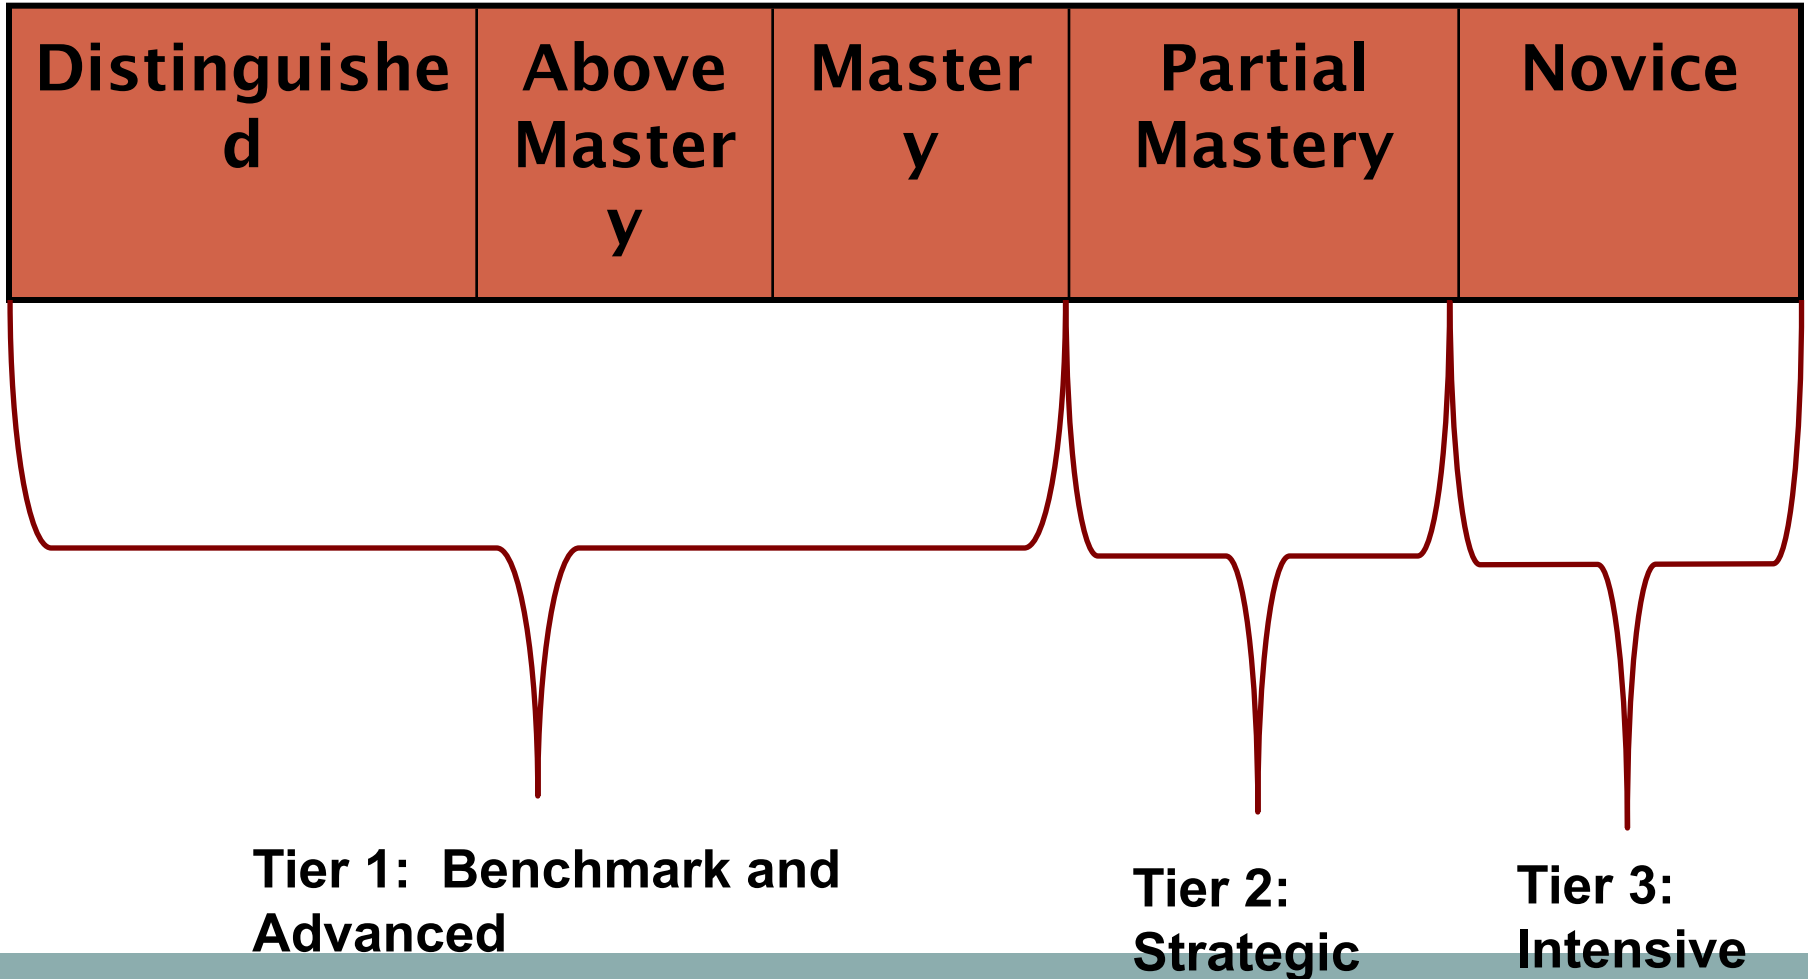 Distinguishe
d
Above
Master
y
Master
y
Partial
Mastery
Novice
Tier 1:  Benchmark and
Advanced
Tier 2:
Strategic
Tier 3:
Intensive